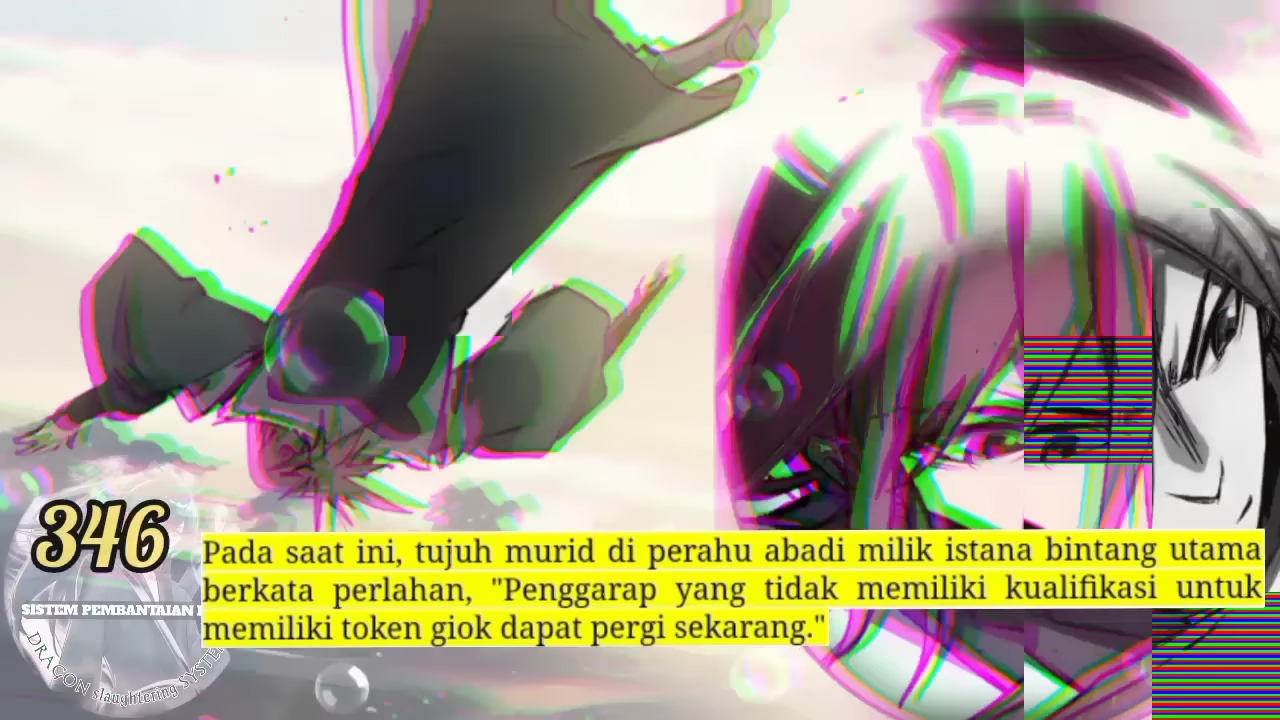 346
Pada saat ini, tujuh murid di perahu abadi milik istana bintang utama
berkata perlahan, "Penggarap yang tidak memiliki kualifikasi untuk
memiliki token giok dapat pergi sekarang."
SISTEM PEMBANTAIAN
DRAGON slaughtering SYSTEM